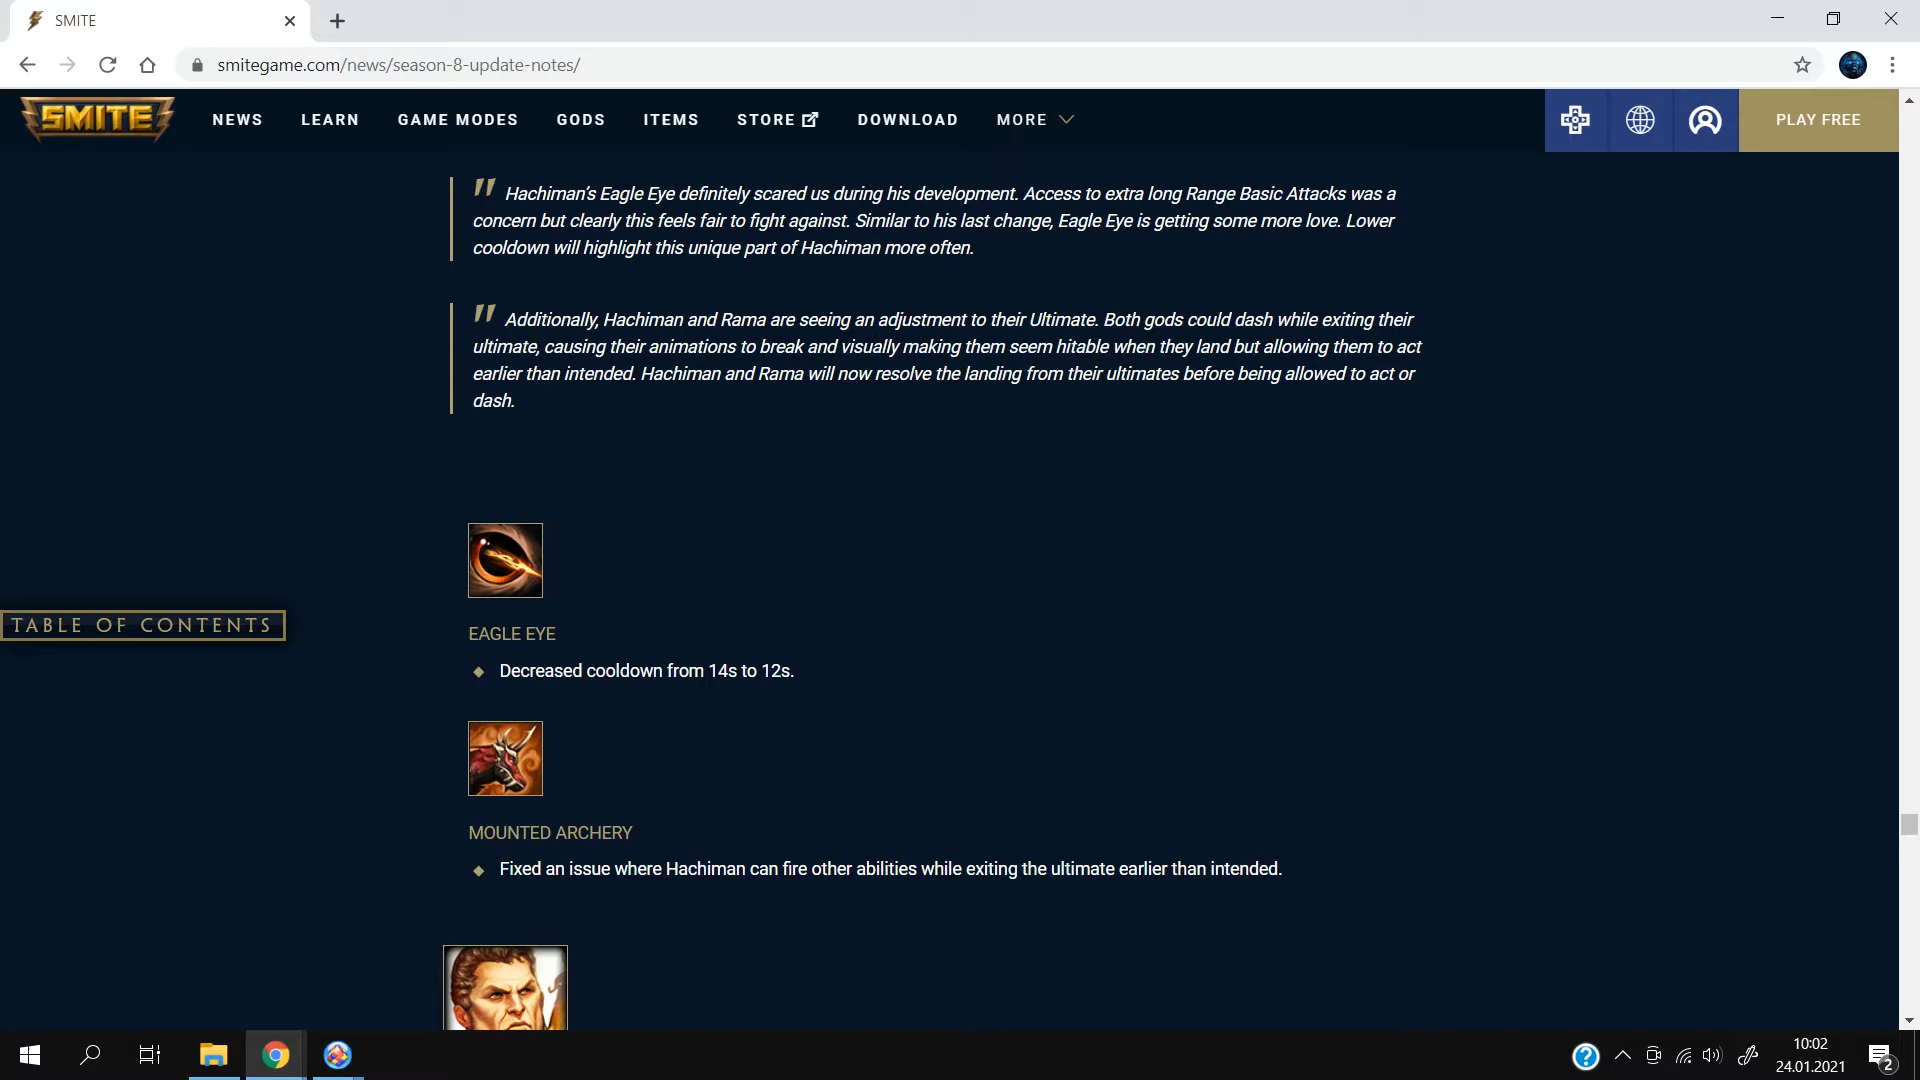 SMITE
smitegame.com/news/season-8-update-notes/
SMITE NEWS LEARN GAME MODES GODS ITEMS STORE DOWNLOAD MORE PLAY FREE
" Hachiman’s Eagle Eye definitely scared us during his development. Access to extra long Range Basic Attacks was a
concern but clearly this feels fair to fight against. Similar to his last change, Eagle Eye is getting some more love. Lower
cooldown will highlight this unique part of Hachiman more often.
" Additionally, Hachiman and Rama are seeing an adjustment to their Ultimate. Both gods could dash while exiting their
ultimate, causing their animations to break and visually making them seem hitable when they land but allowing them to act
earlier than intended. Hachiman and Rama will now resolve the landing from their ultimates before being allowed to act or
dash.
TABLE OF CONTENTS
EAGLE EYE
Decreased cooldown from 14s to 12s.
MOUNTED ARCHERY
Fixed an issue where Hachiman can fire other abilities while exiting the ultimate earlier than intended.
10:02
24.01.2021
2